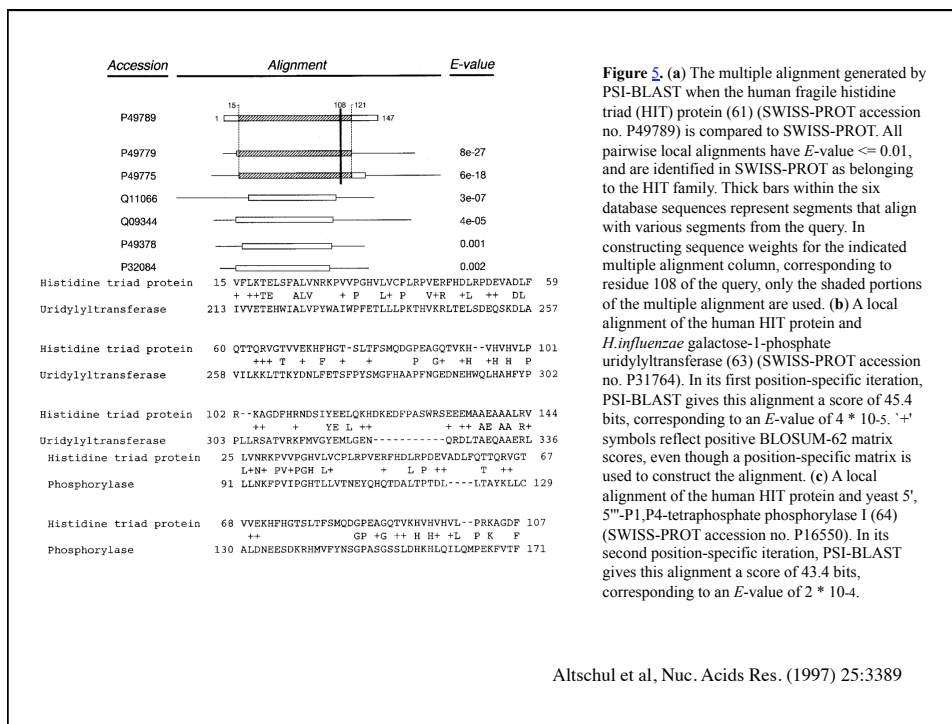 Accession Alignment E-value
15 108 121
P49789 1 147
P49779 8e-27
P49775 6e-18
Q11066 3e-07
Q09344 4e-05
P49378 0.001
P32084 0.002
Histidine triad protein 15 VFLKTELSFALVNRKPVVPGHVLVCPLRPVERFHDLRPDEVADLF 59
+ ++TE ALV + P L+ P V+R +L ++ DL
Uridylyltransferase 213 IVVETEHWIALVPYWAIWPFETLLLPKTHVKRLTELSDEQSKDLA 257
Histidine triad protein 60 QTTQRVGTVVEKHFHGT-SLTFSMQDGPEAGQTVKH--VHVHVLP 101
+++ T + F + + P G+ +H +H H P
Uridylyltransferase 258 VILKKLTTKYDNLFETSFPYSMGFHAAPFNGEDNEHWQLHAHFYP 302
Histidine triad protein 102 R--KAGDFHRNDSIYEELQKHDKEDFPASWRSEEEMAAEAAALRV 144
++ + YE L ++ + ++ AE AA R+
Uridylyltransferase 303 PLLRSATVRKFMVGYEMLGEN-----------QRDLTAEQAAERL 336
Histidine triad protein 25 LVNRKPVVPGHVLVCPLRPVERFHDLRPDEVADLFQTTQRVGT 67
L+N+ PV+PGH L+ + L P ++ T ++
Phosphorylase 91 LLNKFPVIPGHTLLVTNEYQHQTDALTPTDL----LTAYKLLC 129
Histidine triad protein 68 VVEKHFHGTSLTFSMQDGPEAGQTVKHVHVHVL--PRKAGDF 107
++ GP +G ++ H H+ +L P K F
Phosphorylase 130 ALDNEESDKRHMVFYNSGPASGSSLDHKHLQILQMPEKFVTF 171
Figure 5. (a) The multiple alignment generated by
PSI-BLAST when the human fragile histidine
triad (HIT) protein (61) (SWISS-PROT accession
no. P49789) is compared to SWISS-PROT. All
pairwise local alignments have E-value <= 0.01,
and are identified in SWISS-PROT as belonging
to the HIT family. Thick bars within the six
database sequences represent segments that align
with various segments from the query. In
constructing sequence weights for the indicated
multiple alignment column, corresponding to
residue 108 of the query, only the shaded portions
of the multiple alignment are used. (b) A local
alignment of the human HIT protein and
H.influenzae galactose-1-phosphate
uridylyltransferase (63) (SWISS-PROT accession
no. P31764). In its first position-specific iteration,
PSI-BLAST gives this alignment a score of 45.4
bits, corresponding to an E-value of 4 * 10-5. `+'
symbols reflect positive BLOSUM-62 matrix
scores, even though a position-specific matrix is
used to construct the alignment. (c) A local
alignment of the human HIT protein and yeast 5',
5'''-P1,P4-tetraphosphate phosphorylase I (64)
(SWISS-PROT accession no. P16550). In its
second position-specific iteration, PSI-BLAST
gives this alignment a score of 43.4 bits,
corresponding to an E-value of 2 * 10-4.
Altschul et al, Nuc. Acids Res. (1997) 25:3389